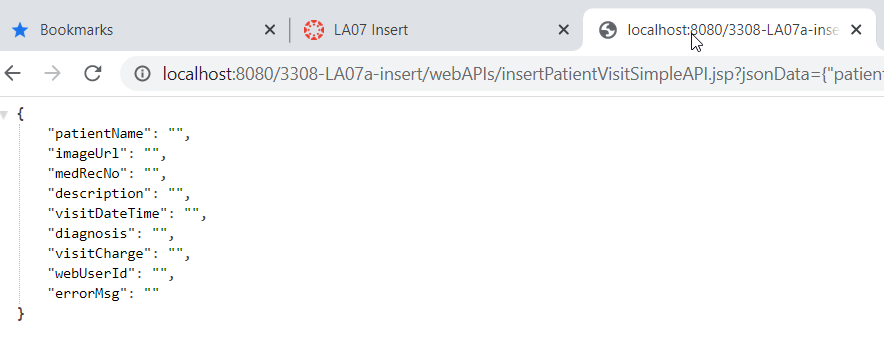 Bookmarks
LA07 Insert
localhost:8080/3308-LA07a-inse
localhost:8080/3308-LA07a-insert/webAPIs/insertPatientVisitSimpleAPI.jsp?jsonData={"patient
{
"patientName": "",
"imageUrl": "",
"medRecNo": "",
"description": "",
"visitDateTime": "",
"diagnosis": "",
"visitCharge": "",
"webUserId": "",
"errorMsg": ""
}